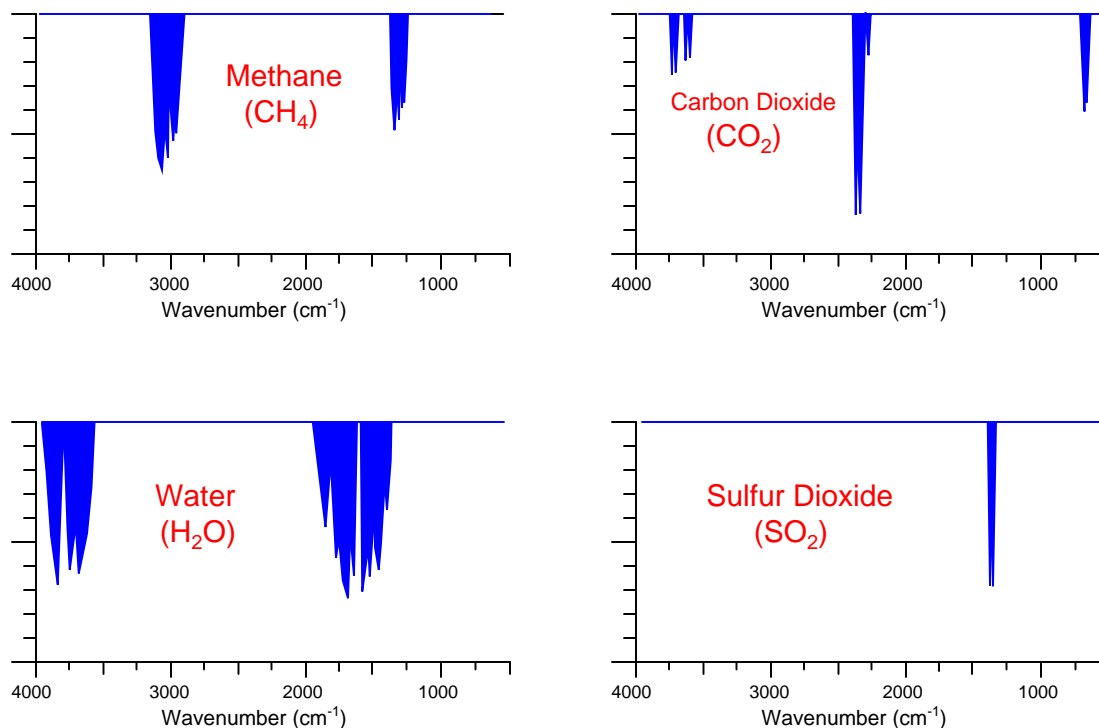 Methane
(CH₄)
4000 3000 2000 1000
Wavenumber (cm⁻¹)
Carbon Dioxide
(CO₂)
4000 3000 2000 1000
Wavenumber (cm⁻¹)
Water
(H₂O)
4000 3000 2000 1000
Wavenumber (cm⁻¹)
Sulfur Dioxide
(SO₂)
4000 3000 2000 1000
Wavenumber (cm⁻¹)